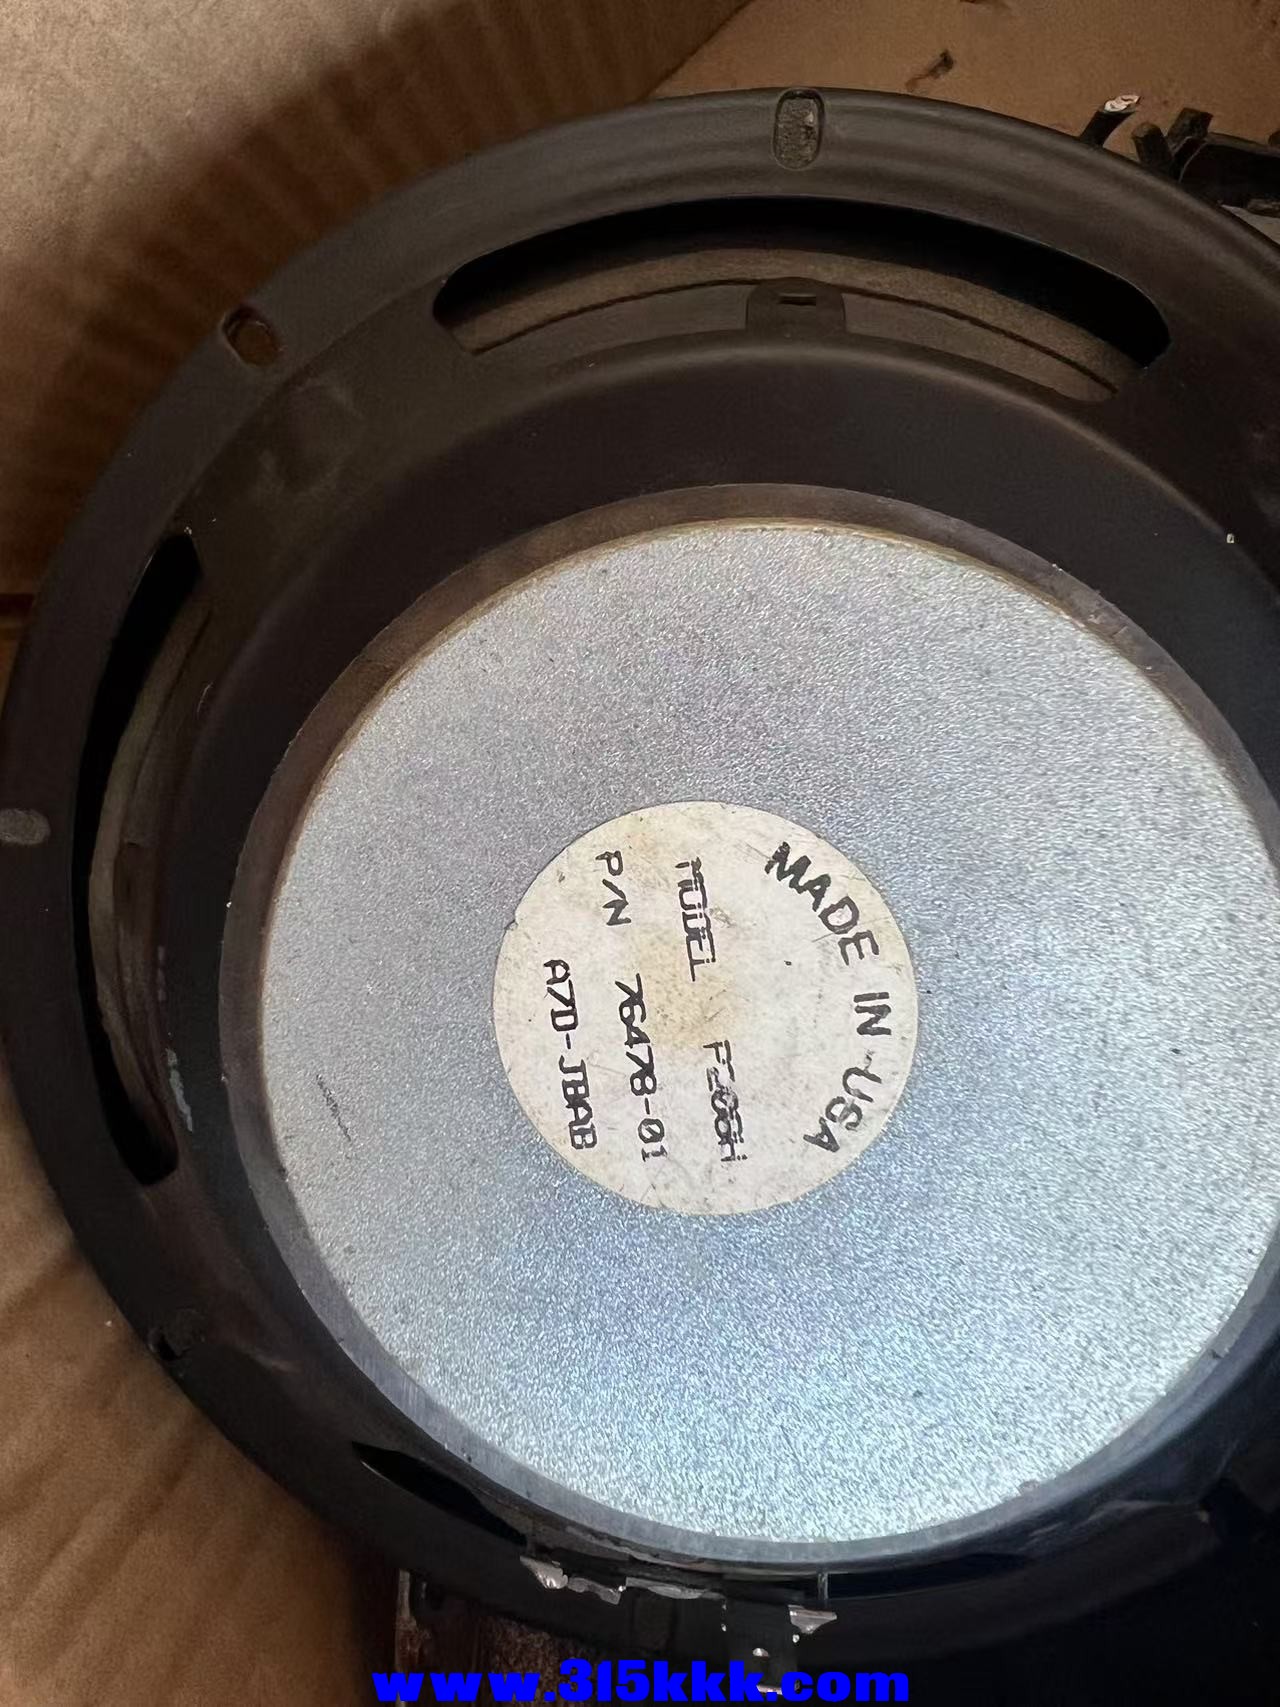 MADE IN USA
MODEL
P/N 76478-01
A7D-JBAB
www.315kkk.com